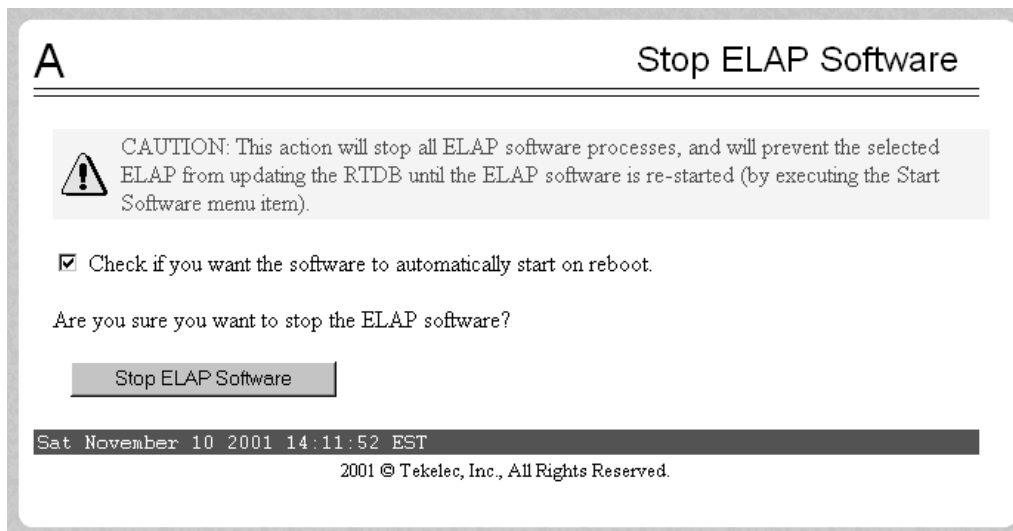 A
Stop ELAP Software
CAUTION: This action will stop all ELAP software processes, and will prevent the selected
ELAP from updating the RTDB until the ELAP software is re-started (by executing the Start
Software menu item).
Check if you want the software to automatically start on reboot.
Are you sure you want to stop the ELAP software?
Stop ELAP Software
Sat November 10 2001 14:11:52 EST
2001 © Tekelec, Inc., All Rights Reserved.